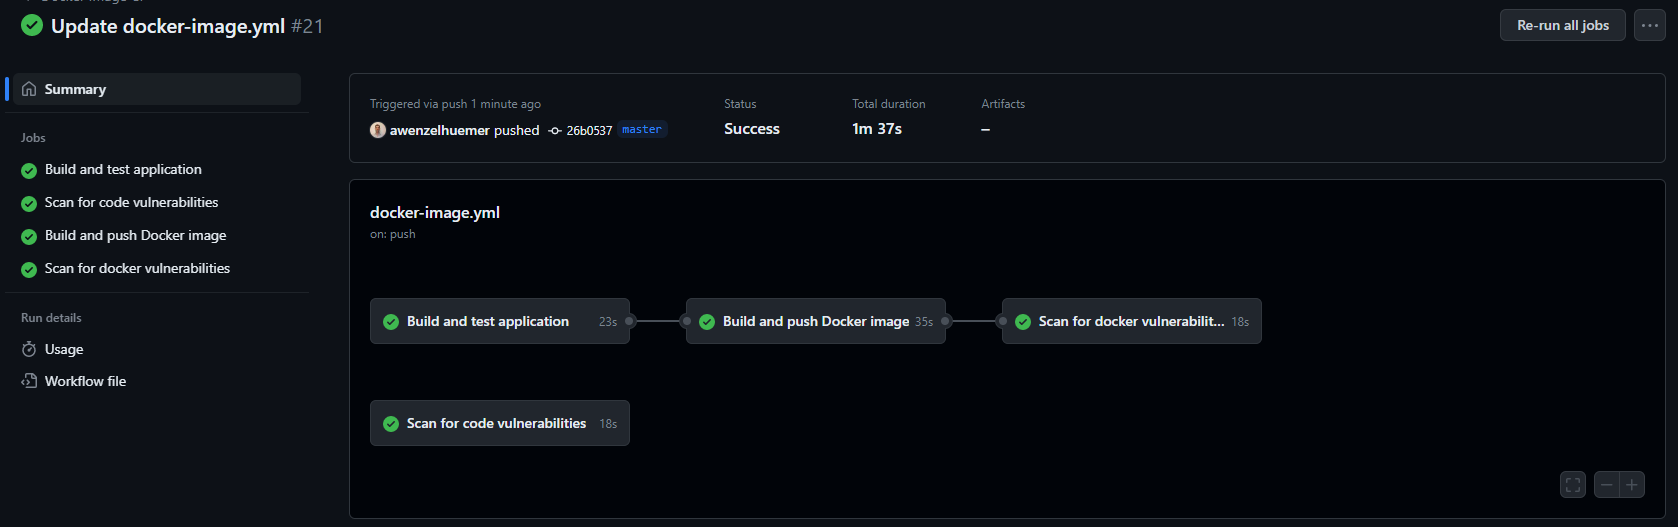 Update docker-image.yml #21
Re-run all jobs
Summary
Jobs
Build and test application
Scan for code vulnerabilities
Build and push Docker image
Scan for docker vulnerabilities
Run details
Usage
Workflow file
Triggered via push 1 minute ago
awenzelhuemer pushed 26b0537 master
Status
Success
Total duration
1m 37s
Artifacts
–
docker-image.yml
on: push
Build and test application 23s
Build and push Docker image 35s
Scan for docker vulnerabilit... 18s
Scan for code vulnerabilities 18s